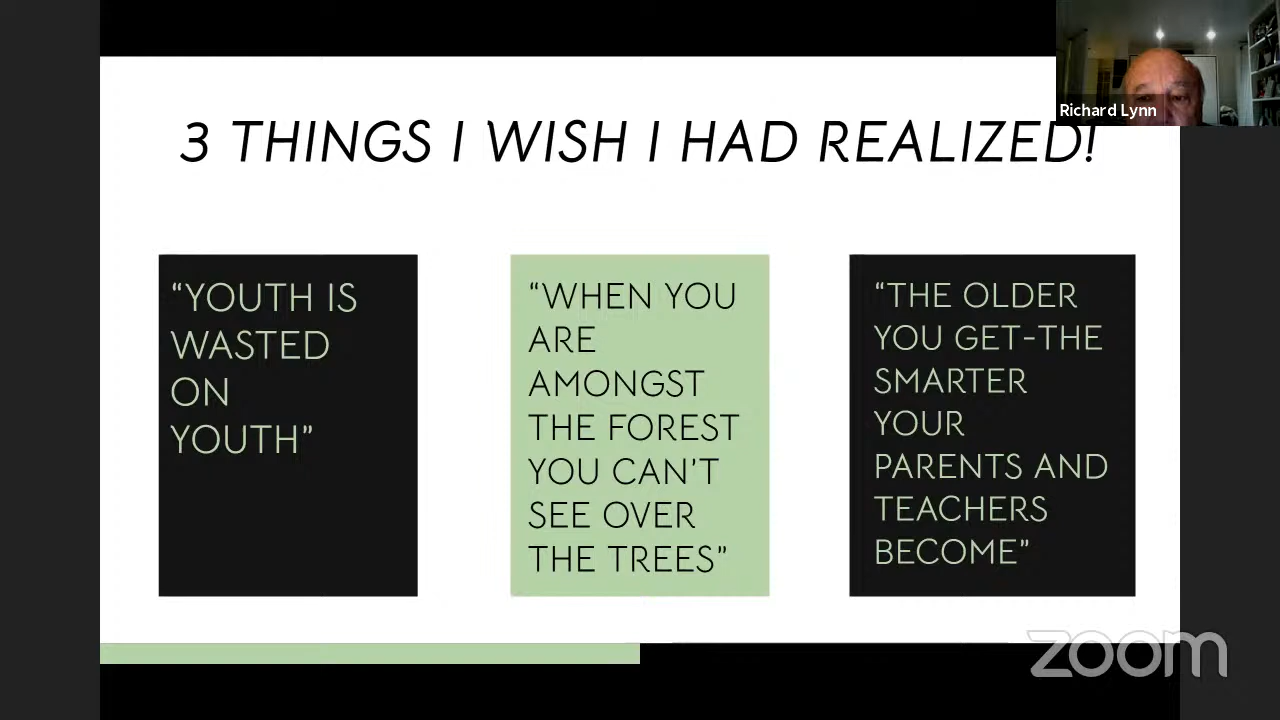 Richard Lynn
3 THINGS I WISH I HAD REALIZED!
“YOUTH IS
WASTED
ON
YOUTH”
“WHEN YOU
ARE
AMONGST
THE FOREST
YOU CAN’T
SEE OVER
THE TREES”
“THE OLDER
YOU GET-THE
SMARTER
YOUR
PARENTS AND
TEACHERS
BECOME”
zoom